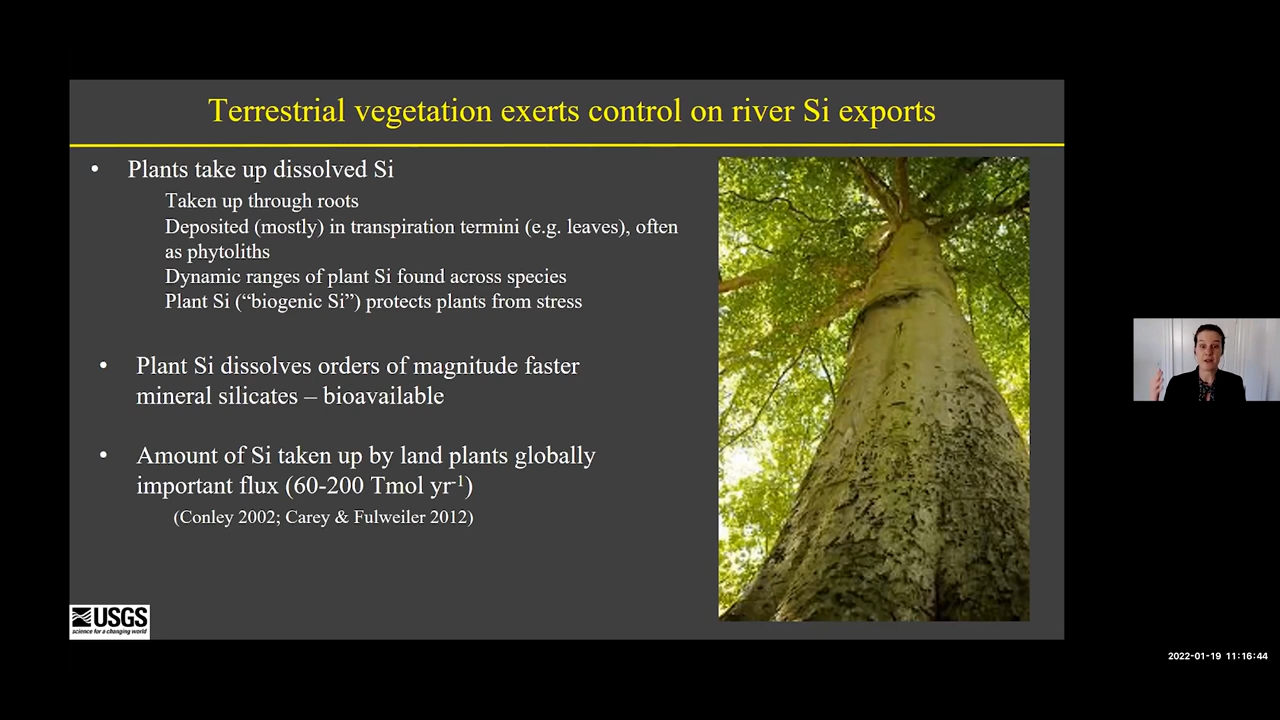 Terrestrial vegetation exerts control on river Si exports
• Plants take up dissolved Si
Taken up through roots
Deposited (mostly) in transpiration termini (e.g. leaves), often
as phytoliths
Dynamic ranges of plant Si found across species
Plant Si (“biogenic Si”) protects plants from stress
• Plant Si dissolves orders of magnitude faster
mineral silicates – bioavailable
• Amount of Si taken up by land plants globally
important flux (60-200 Tmol yr⁻¹)
(Conley 2002; Carey & Fulweiler 2012)
USGS
science for a changing world
2022-01-19 11:16:44